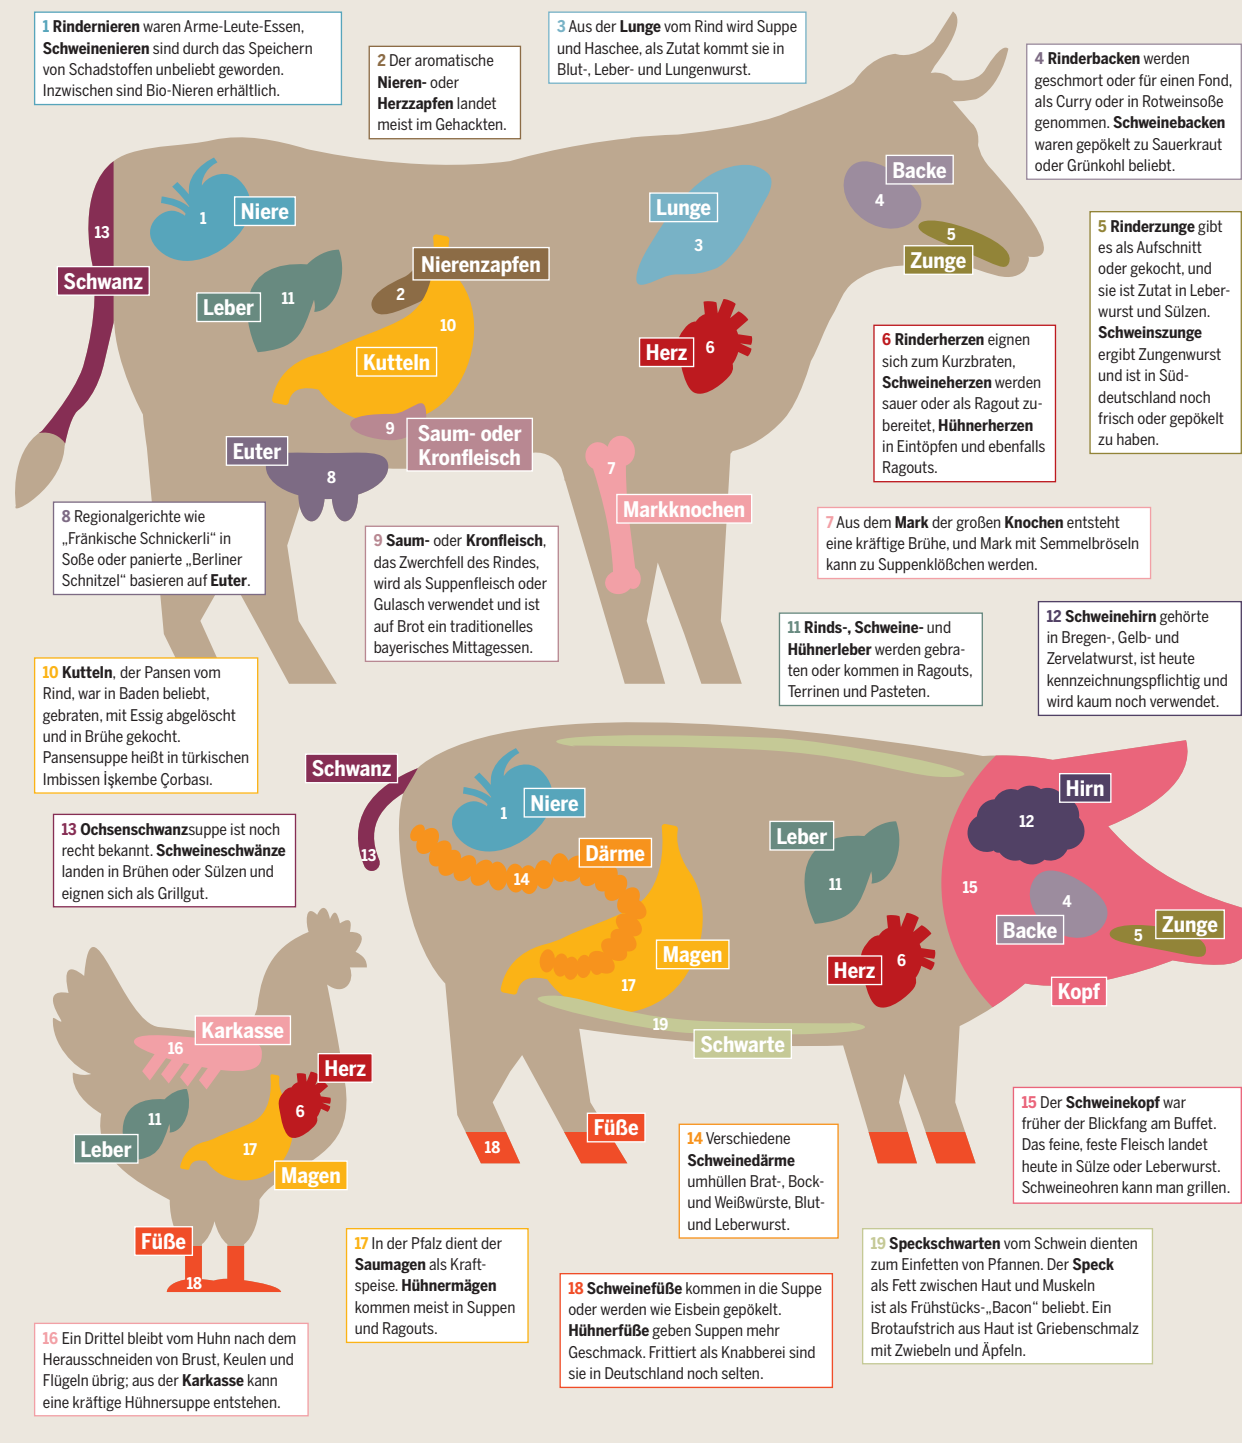 1 Rindernieren waren Arme-Leute-Essen,
Schweinenieren sind durch das Speichern
von Schadstoffen unbeliebt geworden.
Inzwischen sind Bio-Nieren erhältlich.
2 Der aromatische
Nieren- oder
Herzzapfen landet
meist im Gehackten.
3 Aus der Lunge vom Rind wird Suppe
und Haschee, als Zutat kommt sie in
Blut-, Leber- und Lungenwurst.
4 Rinderbacken werden
geschmort oder für einen Fond,
als Curry oder in Rotweinsoße
genommen. Schweinebacken
waren gepökelt zu Sauerkraut
oder Grünkohl beliebt.
5 Rinderzunge gibt
es als Aufschnitt
oder gekocht, und
sie ist Zutat in Leber-
wurst und Sülzen.
Schweinszunge
ergibt Zungenwurst
und ist in Süd-
deutschland noch
frisch oder gepökelt
zu haben.
13
Schwanz
1
Niere
Leber
11
Nierenzapfen
2
10
Kutteln
9
Saum- oder
Kronfleisch
Euter
8
Lunge
3
Herz
6
Backe
4
5
Zunge
7
Markknochen
6 Rinderherzen eignen
sich zum Kurzbraten,
Schweineherzen werden
sauer oder als Ragout zu-
bereitet, Hühnerherzen
in Eintöpfen und ebenfalls
Ragouts.
7 Aus dem Mark der großen Knochen entsteht
eine kräftige Brühe, und Mark mit Semmelbröseln
kann zu Suppenklößchen werden.
8 Regionalgerichte wie
„Fränkische Schnickerli“ in
Soße oder panierte „Berliner
Schnitzel“ basieren auf Euter.
9 Saum- oder Kronfleisch,
das Zwerchfell des Rindes,
wird als Suppenfleisch oder
Gulasch verwendet und ist
auf Brot ein traditionelles
bayerisches Mittagessen.
10 Kutteln, der Pansen vom
Rind, war in Baden beliebt,
gebraten, mit Essig abgelöscht
und in Brühe gekocht.
Pansensuppe heißt in türkischen
Imbissen İşkembe Çorbası.
11 Rinds-, Schweine- und
Hühnerleber werden gebra-
ten oder kommen in Ragouts,
Terrinen und Pasteten.
12 Schweinehirn gehörte
in Bregen-, Gelb- und
Zervelatwurst, ist heute
kennzeichnungspflichtig und
wird kaum noch verwendet.
13 Ochsenschwanzsuppe ist noch
recht bekannt. Schweineschwänze
landen in Brühen oder Sülzen und
eignen sich als Grillgut.
Schwanz
13
1
Niere
Därme
14
Magen
17
Leber
11
Herz
6
15
Hirn
12
4
Backe
5
Zunge
Kopf
19
Schwarte
Füße
18
Karkasse
16
Herz
6
Leber
11
17
Magen
Füße
18
14 Verschiedene
Schweinedärme
umhüllen Brat-, Bock-
und Weißwürste, Blut-
und Leberwurst.
15 Der Schweinekopf war
früher der Blickfang am Buffet.
Das feine, feste Fleisch landet
heute in Sülze oder Leberwurst.
Schweineohren kann man grillen.
16 Ein Drittel bleibt vom Huhn nach dem
Herausschneiden von Brust, Keulen und
Flügeln übrig; aus der Karkasse kann
eine kräftige Hühnersuppe entstehen.
17 In der Pfalz dient der
Saumagen als Kraft-
speise. Hühnermägen
kommen meist in Suppen
und Ragouts.
18 Schweinefüße kommen in die Suppe
oder werden wie Eisbein gepökelt.
Hühnerfüße geben Suppen mehr
Geschmack. Frittiert als Knabberei sind
sie in Deutschland noch selten.
19 Speckschwarten vom Schwein dienten
zum Einfetten von Pfannen. Der Speck
als Fett zwischen Haut und Muskeln
ist als Frühstücks-„Bacon“ beliebt. Ein
Brotaufstrich aus Haut ist Griebenschmalz
mit Zwiebeln und Äpfeln.